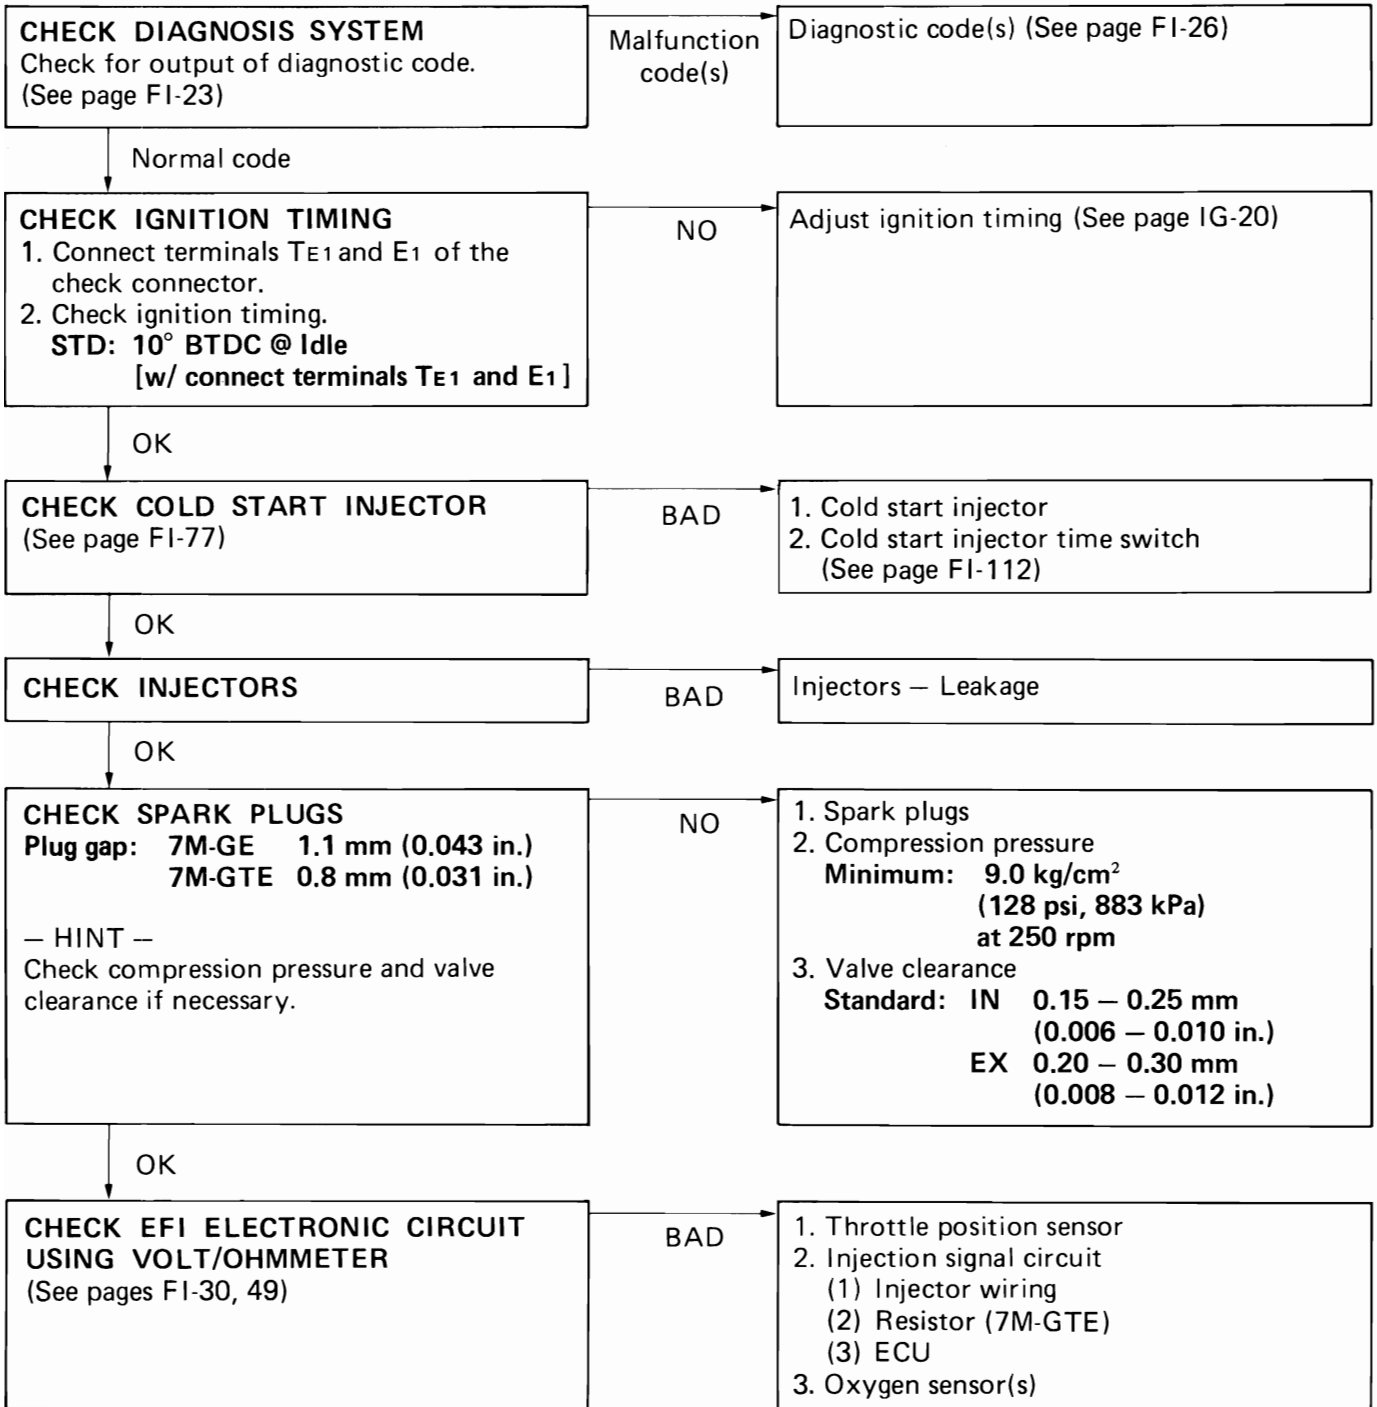 CHECK DIAGNOSIS SYSTEM
Check for output of diagnostic code.
(See page FI-23)
Malfunction
code(s)
Diagnostic code(s) (See page FI-26)
Normal code
CHECK IGNITION TIMING
1. Connect terminals TE1 and E1 of the
check connector.
2. Check ignition timing.
STD: 10° BTDC @ Idle
[w/ connect terminals TE1 and E1]
NO
Adjust ignition timing (See page IG-20)
OK
CHECK COLD START INJECTOR
(See page FI-77)
BAD
1. Cold start injector
2. Cold start injector time switch
(See page FI-112)
OK
CHECK INJECTORS
BAD
Injectors — Leakage
OK
CHECK SPARK PLUGS
Plug gap: 7M-GE 1.1 mm (0.043 in.)
7M-GTE 0.8 mm (0.031 in.)
— HINT —
Check compression pressure and valve
clearance if necessary.
NO
1. Spark plugs
2. Compression pressure
Minimum: 9.0 kg/cm²
(128 psi, 883 kPa)
at 250 rpm
3. Valve clearance
Standard: IN 0.15 — 0.25 mm
(0.006 — 0.010 in.)
EX 0.20 — 0.30 mm
(0.008 — 0.012 in.)
OK
CHECK EFI ELECTRONIC CIRCUIT
USING VOLT/OHMMETER
(See pages FI-30, 49)
BAD
1. Throttle position sensor
2. Injection signal circuit
(1) Injector wiring
(2) Resistor (7M-GTE)
(3) ECU
3. Oxygen sensor(s)